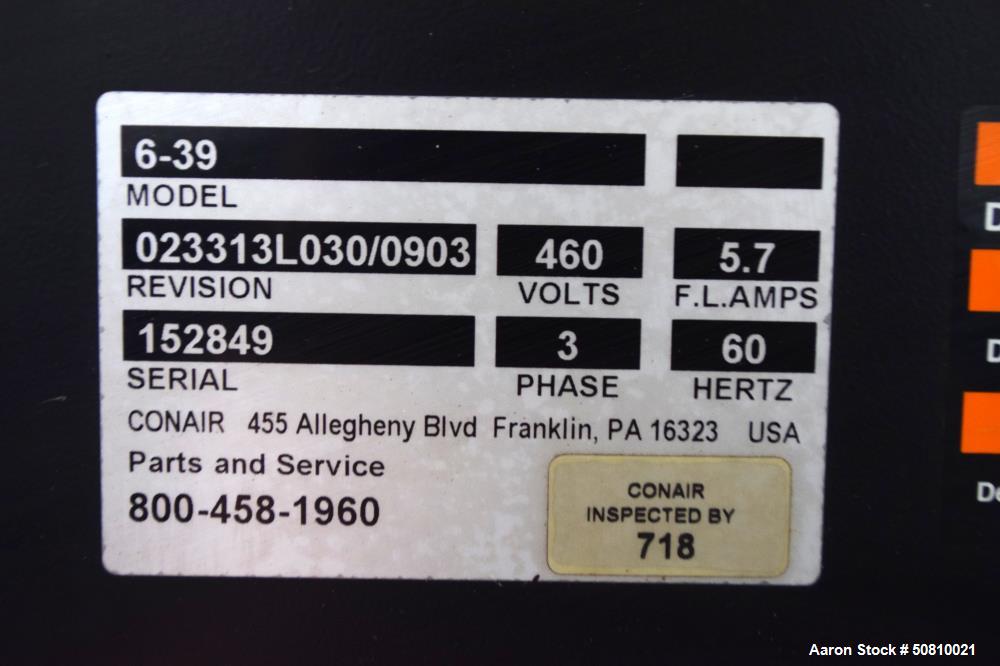 6-39
MODEL
023313L030/0903 460 5.7
REVISION VOLTS F.L.AMPS
152849 3 60
SERIAL PHASE HERTZ
CONAIR 455 Allegheny Blvd Franklin, PA 16323 USA
Parts and Service
800-458-1960
CONAIR
INSPECTED BY
718
Aaron Stock # 50810021